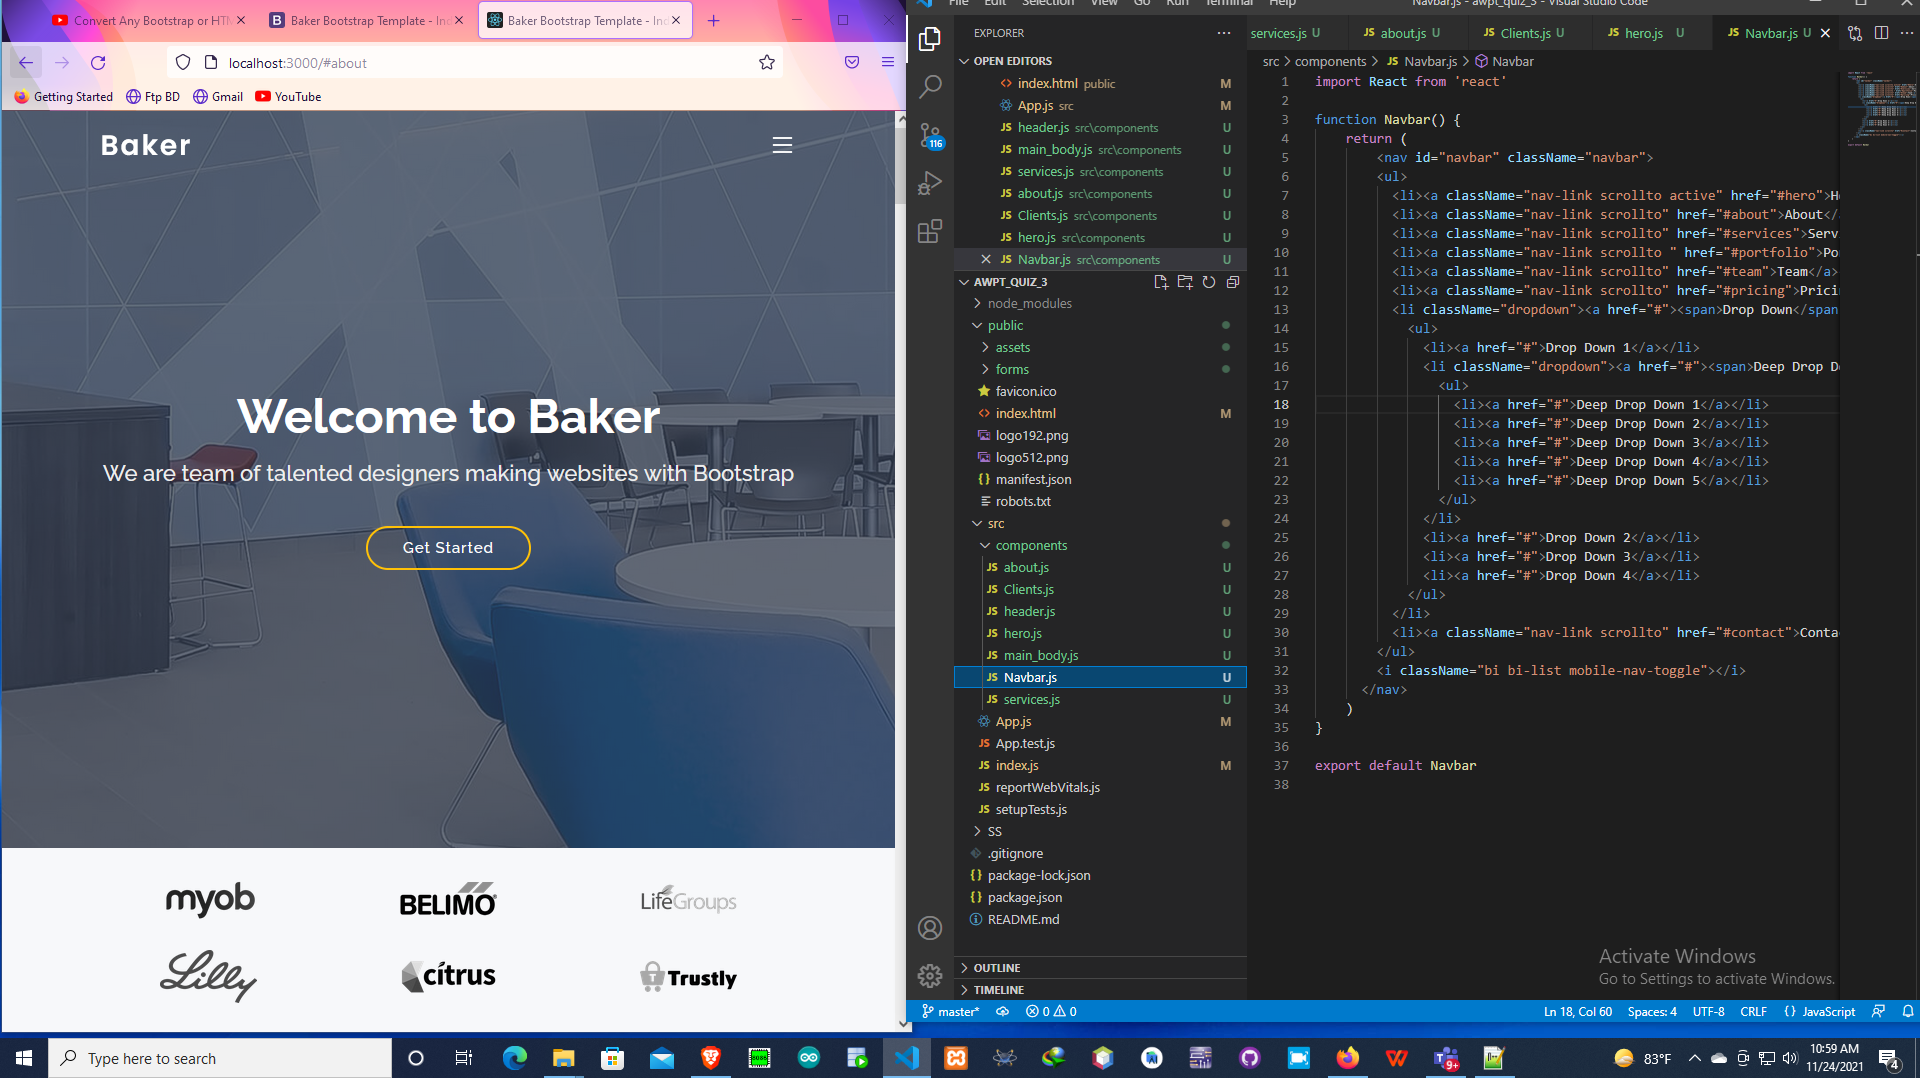 Convert Any Bootstrap or HTM
Baker Bootstrap Template - Ind
Baker Bootstrap Template - Ind
localhost:3000/#about
Getting Started
Ftp BD
Gmail
YouTube
Baker
Welcome to Baker
We are team of talented designers making websites with Bootstrap
Get Started
myob
BELIMO
LifeGroups
Lilly
citrus
Trustly
File Edit Selection View Go Run Terminal Help
Navbar.js - awpt_quiz_3 - Visual Studio Code
EXPLORER
OPEN EDITORS
index.html public M
App.js src M
header.js src\components U
main_body.js src\components U
services.js src\components U
about.js src\components U
Clients.js src\components U
hero.js src\components U
Navbar.js src\components U
116
AWPT_QUIZ_3
node_modules
public
assets
forms
favicon.ico
index.html M
logo192.png
logo512.png
manifest.json
robots.txt
src
components
about.js U
Clients.js U
header.js U
hero.js U
main_body.js U
Navbar.js U
services.js U
App.js M
App.test.js
index.js M
reportWebVitals.js
setupTests.js
SS
.gitignore
package-lock.json
package.json
README.md
OUTLINE
TIMELINE
services.js U
about.js U
Clients.js U
hero.js U
Navbar.js U
src > components > JS Navbar.js > Navbar
1 import React from 'react'
2
3 function Navbar() {
4 return (
5 <nav id="navbar" className="navbar">
6 <ul>
7 <li><a className="nav-link scrollto active" href="#hero">Ho
8 <li><a className="nav-link scrollto" href="#about">About</
9 <li><a className="nav-link scrollto" href="#services">Serv
10 <li><a className="nav-link scrollto " href="#portfolio">Po
11 <li><a className="nav-link scrollto" href="#team">Team</a>
12 <li><a className="nav-link scrollto" href="#pricing">Prici
13 <li className="dropdown"><a href="#"><span>Drop Down</span
14 <ul>
15 <li><a href="#">Drop Down 1</a></li>
16 <li className="dropdown"><a href="#"><span>Deep Drop D
17 <ul>
18 <li><a href="#">Deep Drop Down 1</a></li>
19 <li><a href="#">Deep Drop Down 2</a></li>
20 <li><a href="#">Deep Drop Down 3</a></li>
21 <li><a href="#">Deep Drop Down 4</a></li>
22 <li><a href="#">Deep Drop Down 5</a></li>
23 </ul>
24 </li>
25 <li><a href="#">Drop Down 2</a></li>
26 <li><a href="#">Drop Down 3</a></li>
27 <li><a href="#">Drop Down 4</a></li>
28 </ul>
29 </li>
30 <li><a className="nav-link scrollto" href="#contact">Conta
31 </ul>
32 <i className="bi bi-list mobile-nav-toggle"></i>
33 </nav>
34 )
35 }
36
37 export default Navbar
38
Activate Windows
Go to Settings to activate Windows.
master* 0 0
Ln 18, Col 60 Spaces: 4 UTF-8 CRLF {} JavaScript
Type here to search
9+
83°F
10:59 AM
11/24/2021
4